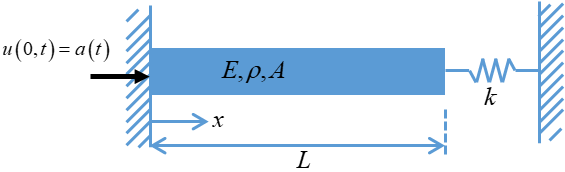 u(0,t) = a(t)
E, ρ, A
k
x
L